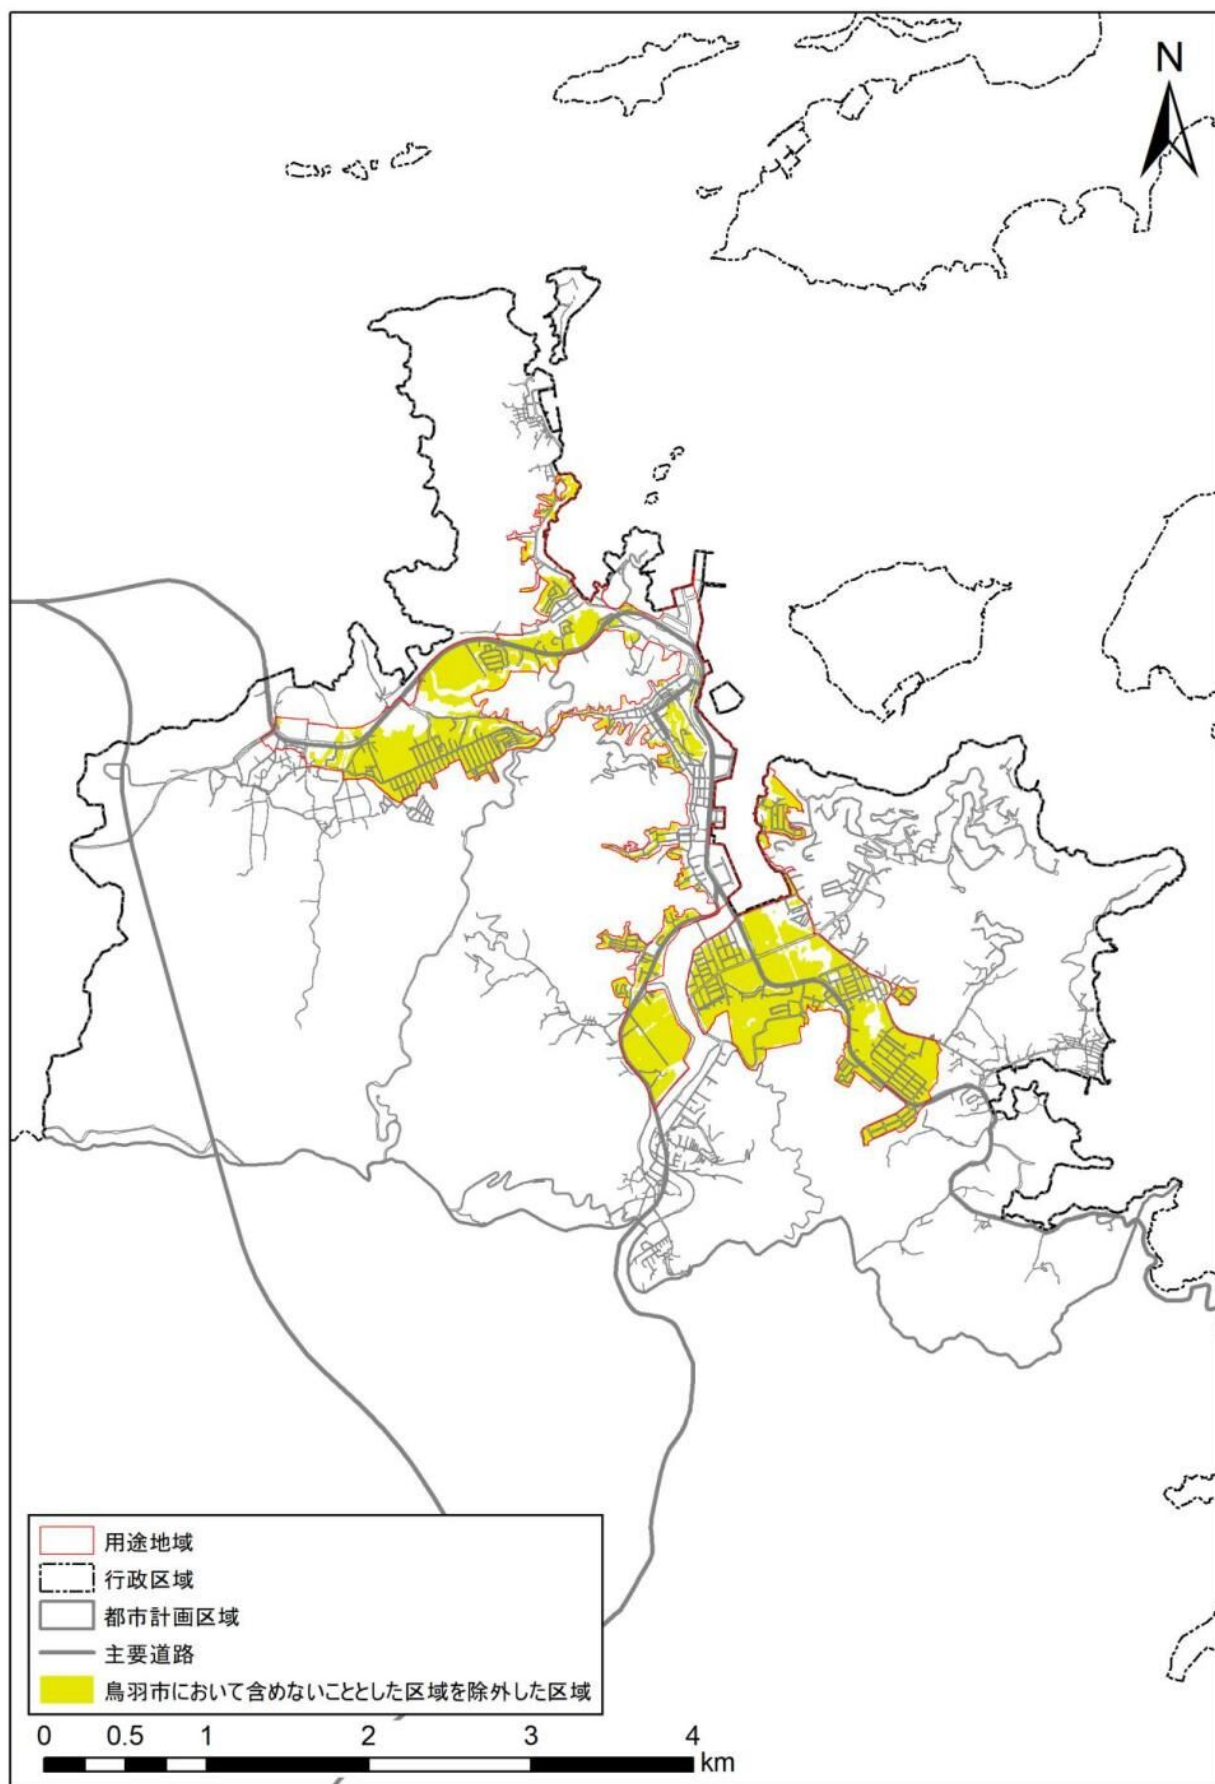 N
用途地域
行政区域
都市計画区域
主要道路
鳥羽市において含めないこととした区域を除外した区域
0 0.5 1 2 3 4
km